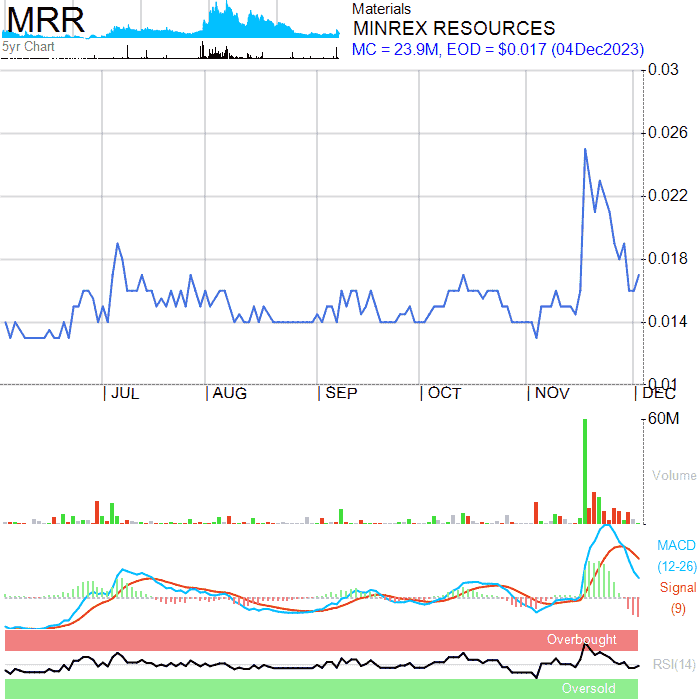 MRR
Materials
MINREX RESOURCES
5yr Chart
MC = 23.9M, EOD = $0.017 (04Dec2023)
0.03
0.026
0.022
0.018
0.014
0.01
JUL
AUG
SEP
OCT
NOV
DEC
60M
Volume
MACD
(12-26)
Signal
(9)
Overbought
RSI(14)
Oversold